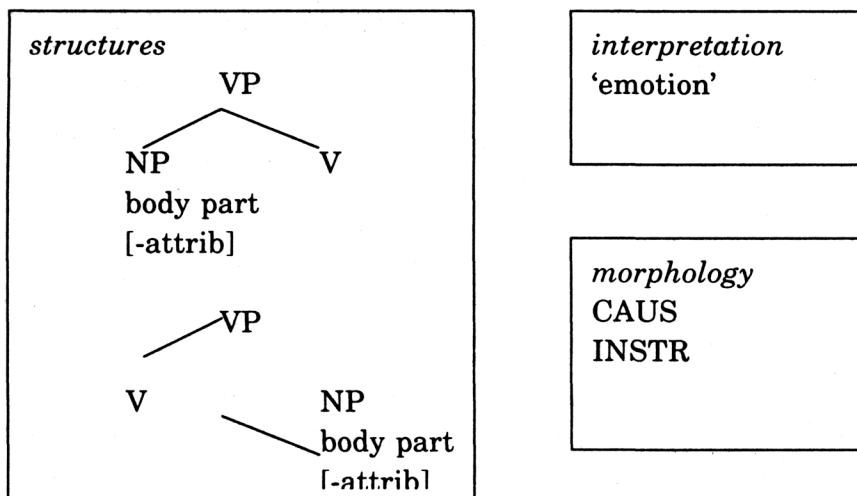 structures
VP
NP V
body part
[-attrib]
VP
V NP
body part
[-attrib]
interpretation
‘emotion’
morphology
CAUS
INSTR